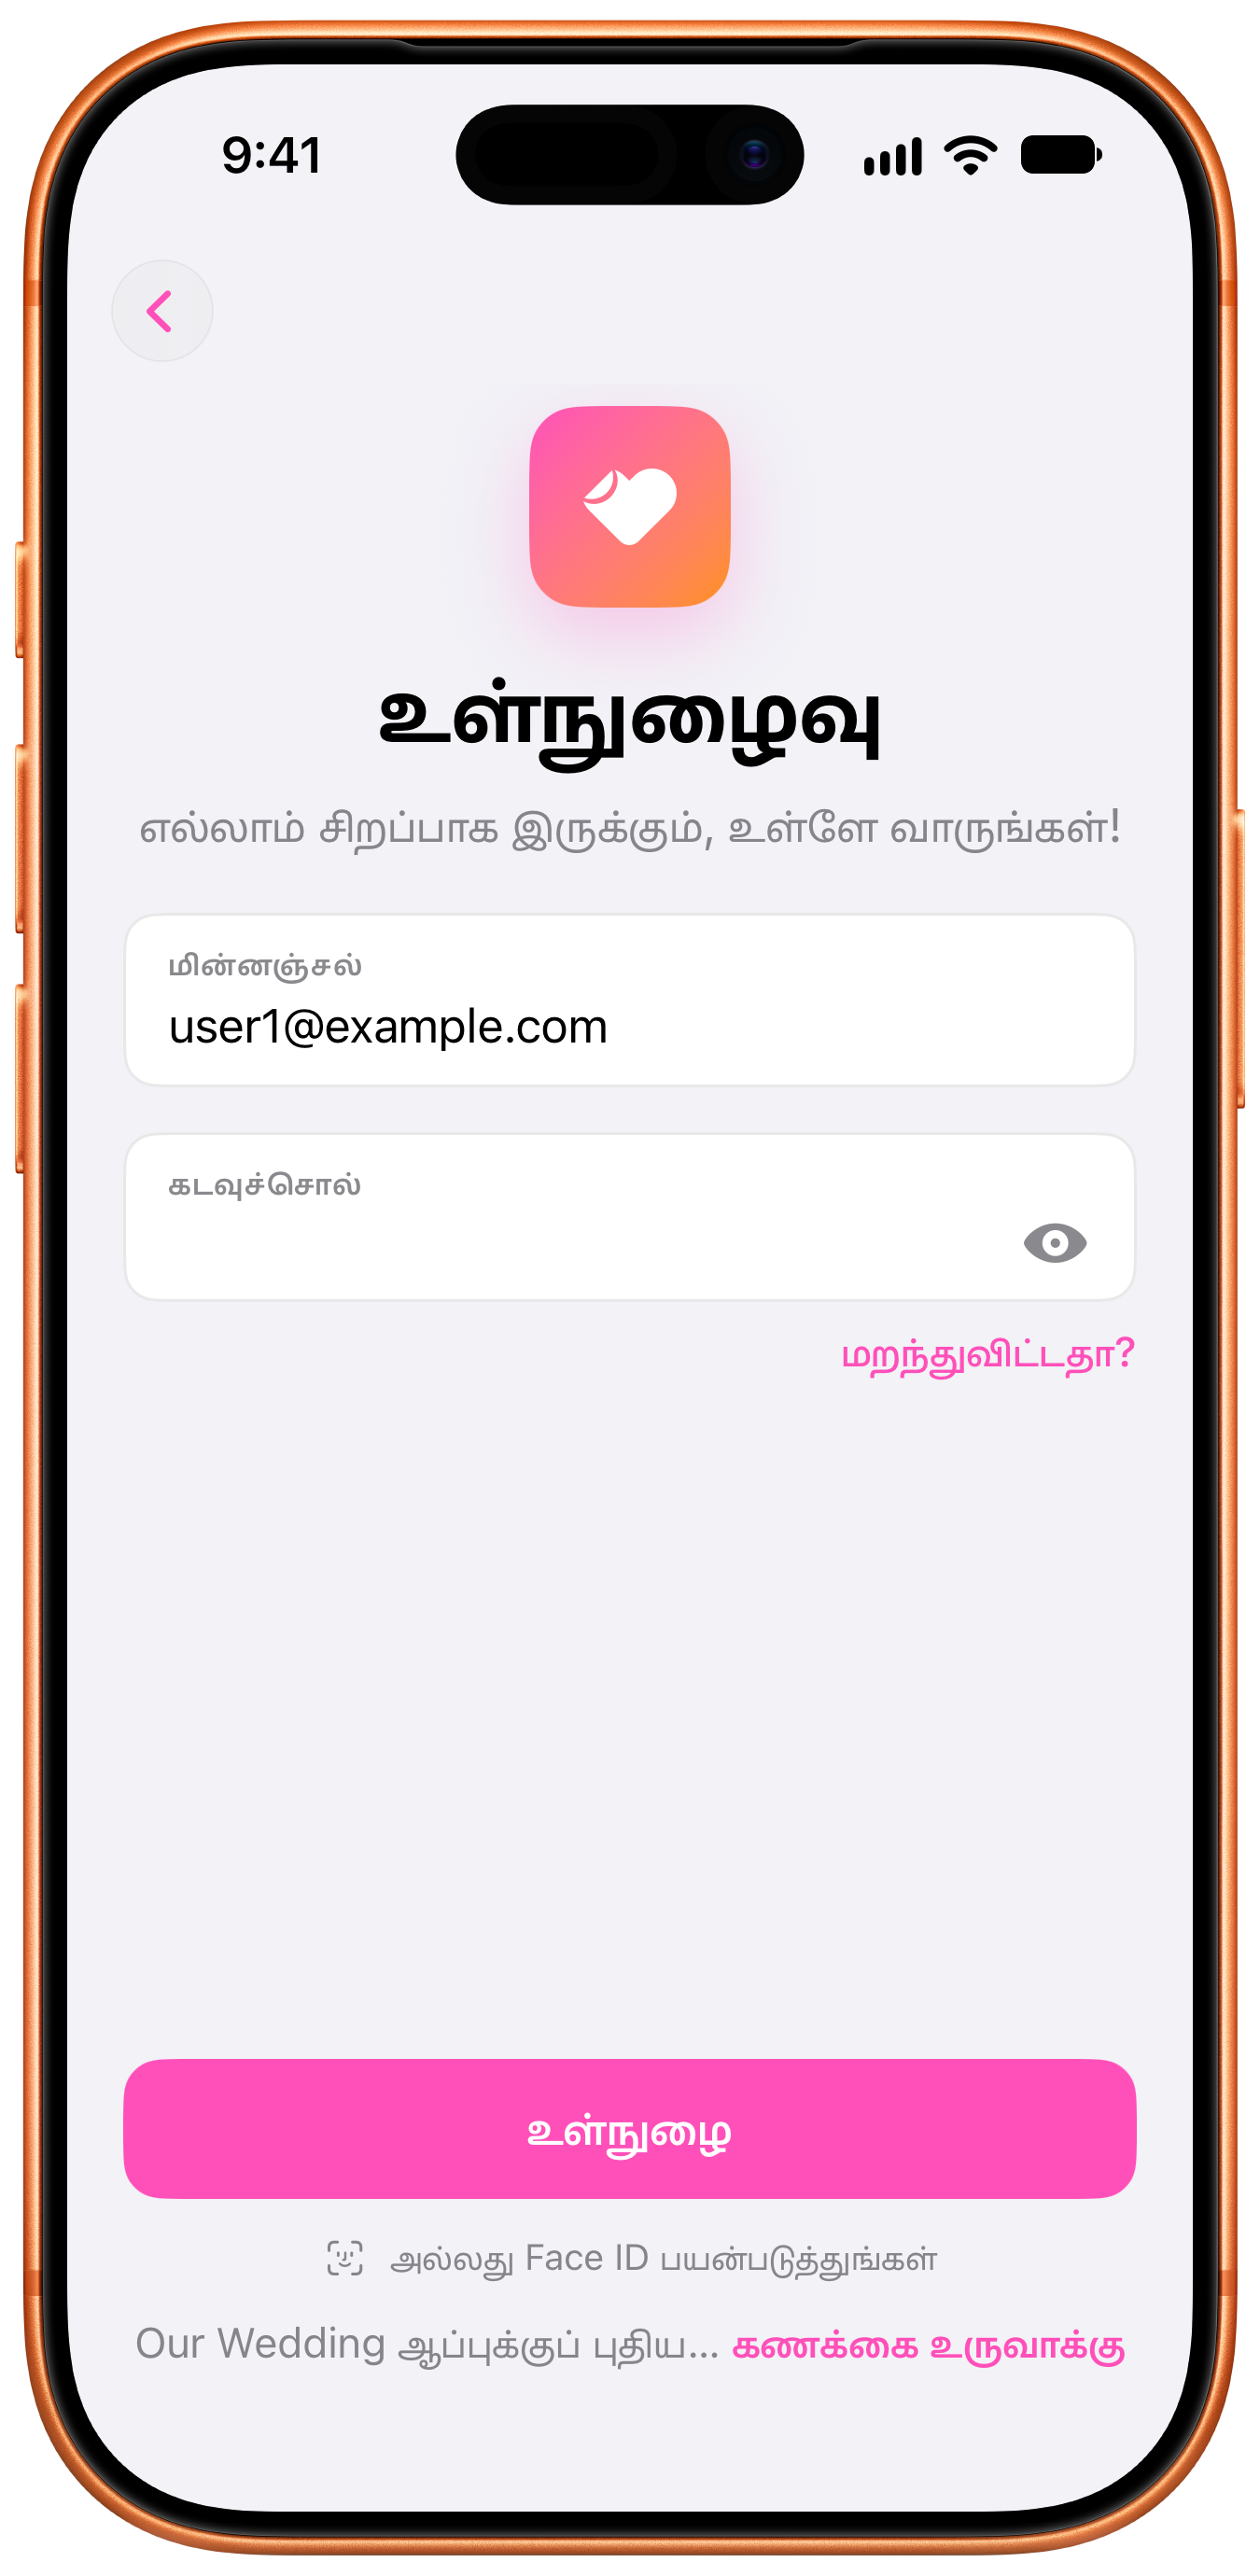 9:41
உள்நுழைவு
எல்லாம் சிறப்பாக இருக்கும், உள்ளே வாருங்கள்!
மின்னஞ்சல்
user1@example.com
கடவுச்சொல்
மறந்துவிட்டதா?
உள்நுழை
அல்லது Face ID பயன்படுத்துங்கள்
Our Wedding ஆப்புக்குப் புதிய... கணக்கை உருவாக்கு